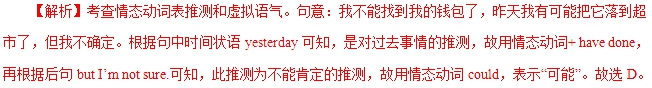 【解析】考查情态动词表推测和虚拟语气。句意：我不能找到我的钱包了，昨天我有可能把它落到超
市了，但我不确定。根据句中时间状语 yesterday 可知，是对过去事情的推测，故用情态动词+ have done，
再根据后句 but I’m not sure.可知，此推测为不能肯定的推测，故用情态动词 could，表示“可能”。故选 D。